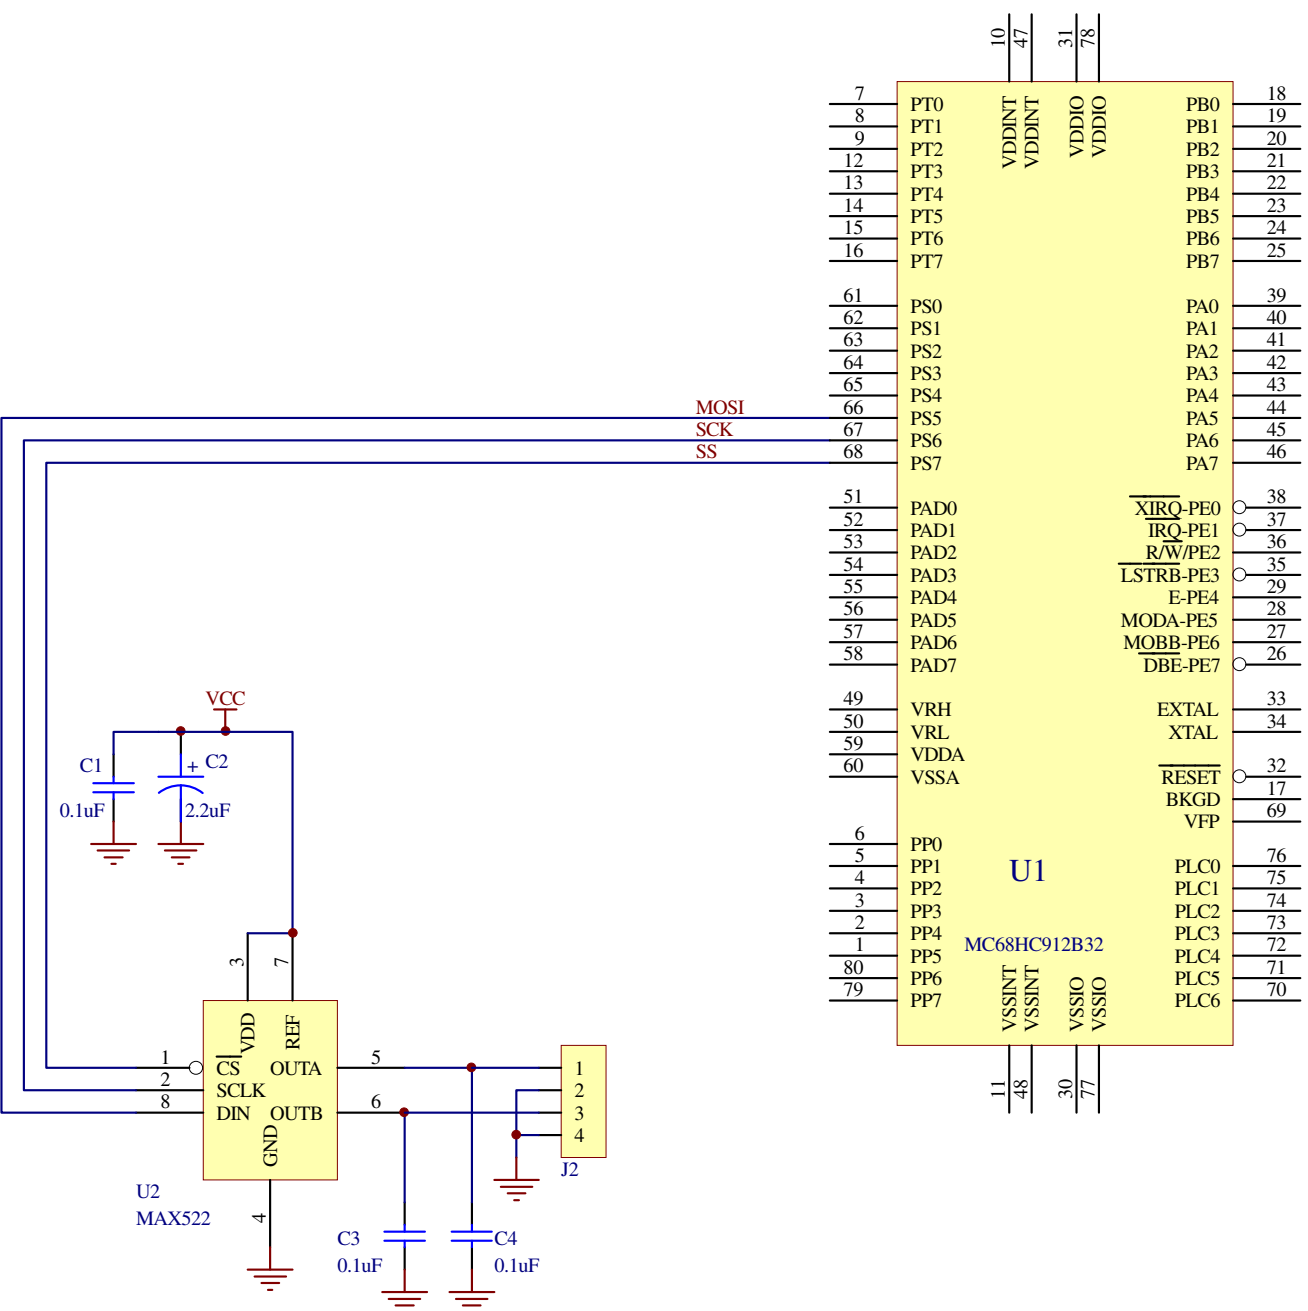 10 47 31 78
VDDINT VDDINT VDDIO VDDIO
7 PT0 PB0 18
8 PT1 PB1 19
9 PT2 PB2 20
12 PT3 PB3 21
13 PT4 PB4 22
14 PT5 PB5 23
15 PT6 PB6 24
16 PT7 PB7 25
61 PS0 PA0 39
62 PS1 PA1 40
63 PS2 PA2 41
64 PS3 PA3 42
65 PS4 PA4 43
MOSI 66 PS5 PA5 44
SCK 67 PS6 PA6 45
SS 68 PS7 PA7 46
51 PAD0 XIRQ-PE0 38
52 PAD1 IRQ-PE1 37
53 PAD2 R/W/PE2 36
54 PAD3 LSTRB-PE3 35
55 PAD4 E-PE4 29
56 PAD5 MODA-PE5 28
57 PAD6 MOBB-PE6 27
58 PAD7 DBE-PE7 26
49 VRH EXTAL 33
50 VRL XTAL 34
59 VDDA
60 VSSA RESET 32
BKGD 17
VFP 69
6 PP0
5 PP1 PLC0 76
4 PP2 PLC1 75
3 PP3 PLC2 74
2 PP4 PLC3 73
1 PP5 PLC4 72
80 PP6 PLC5 71
79 PP7 PLC6 70
U1
MC68HC912B32
VSSINT VSSINT VSSIO VSSIO
11 48 30 77
VCC
C1 + C2
0.1uF 2.2uF
3 7
VDD REF
1 CS OUTA 5 1
2 SCLK 2
8 DIN OUTB 6 3
4
GND
J2
U2
MAX522
4
C3 C4
0.1uF 0.1uF